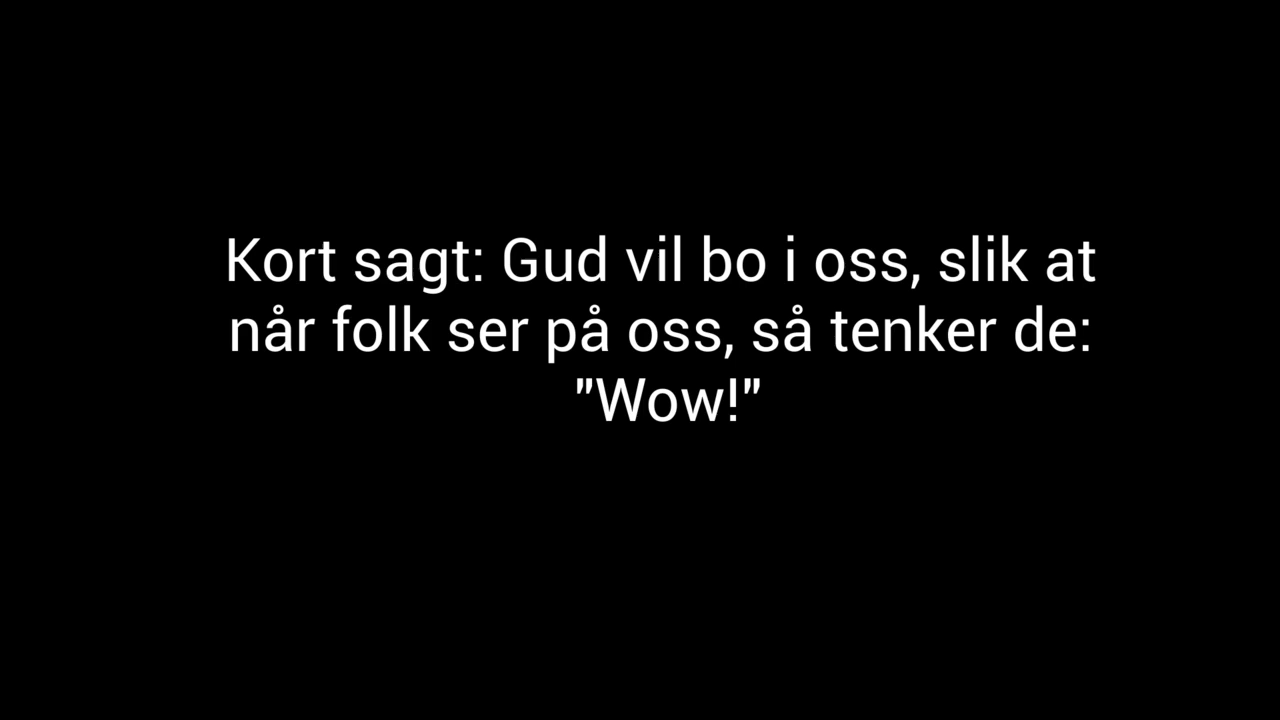 Kort sagt: Gud vil bo i oss, slik at
når folk ser på oss, så tenker de:
"Wow!"